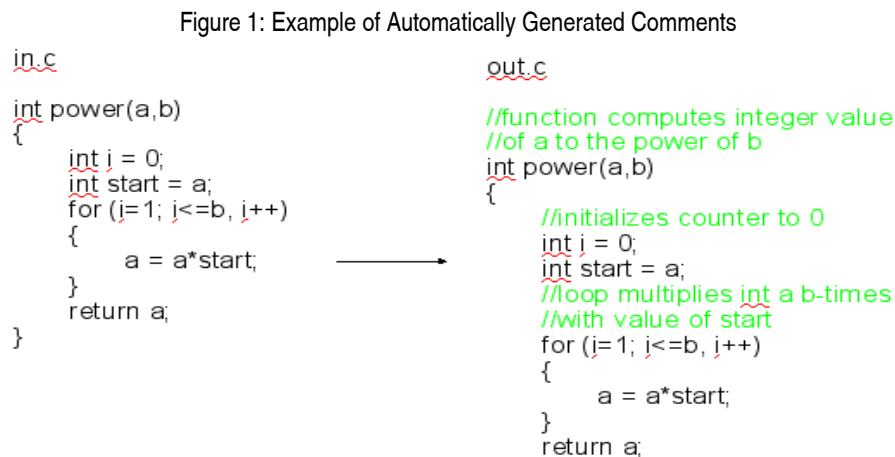 Figure 1: Example of Automatically Generated Comments
in.c
int power(a,b)
{
int i = 0;
int start = a;
for (i=1; i<=b, i++)
{
a = a*start;
}
return a;
}
out.c
//function computes integer value
//of a to the power of b
int power(a,b)
{
//initializes counter to 0
int i = 0;
int start = a;
//loop multiplies int a b-times
//with value of start
for (i=1; i<=b, i++)
{
a = a*start;
}
return a;